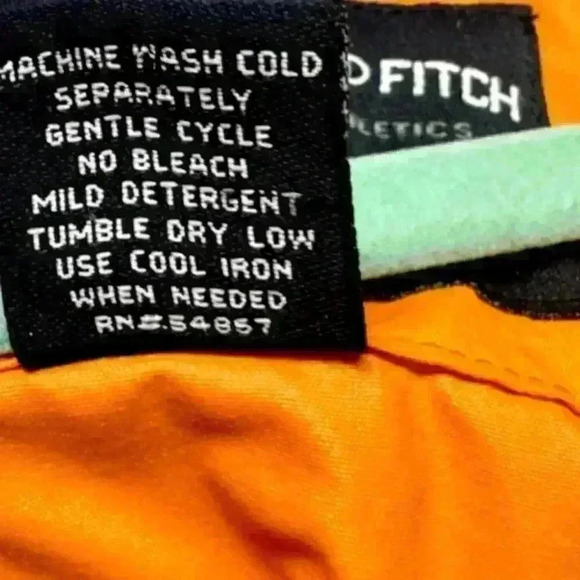 MACHINE WASH COLD
SEPARATELY
GENTLE CYCLE
NO BLEACH
MILD DETERGENT
TUMBLE DRY LOW
USE COOL IRON
WHEN NEEDED
RN#.54857
D FITCH
LETICS